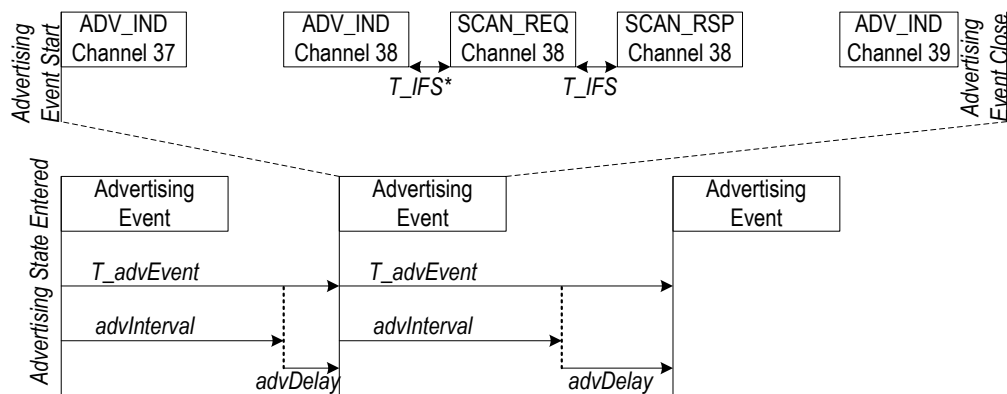 Advertising
Event Start
ADV_IND
Channel 37
ADV_IND
Channel 38
SCAN_REQ
Channel 38
SCAN_RSP
Channel 38
ADV_IND
Channel 39
Advertising
Event Close
T_IFS*
T_IFS
Advertising State Entered
Advertising
Event
Advertising
Event
Advertising
Event
T_advEvent
T_advEvent
advInterval
advInterval
advDelay
advDelay